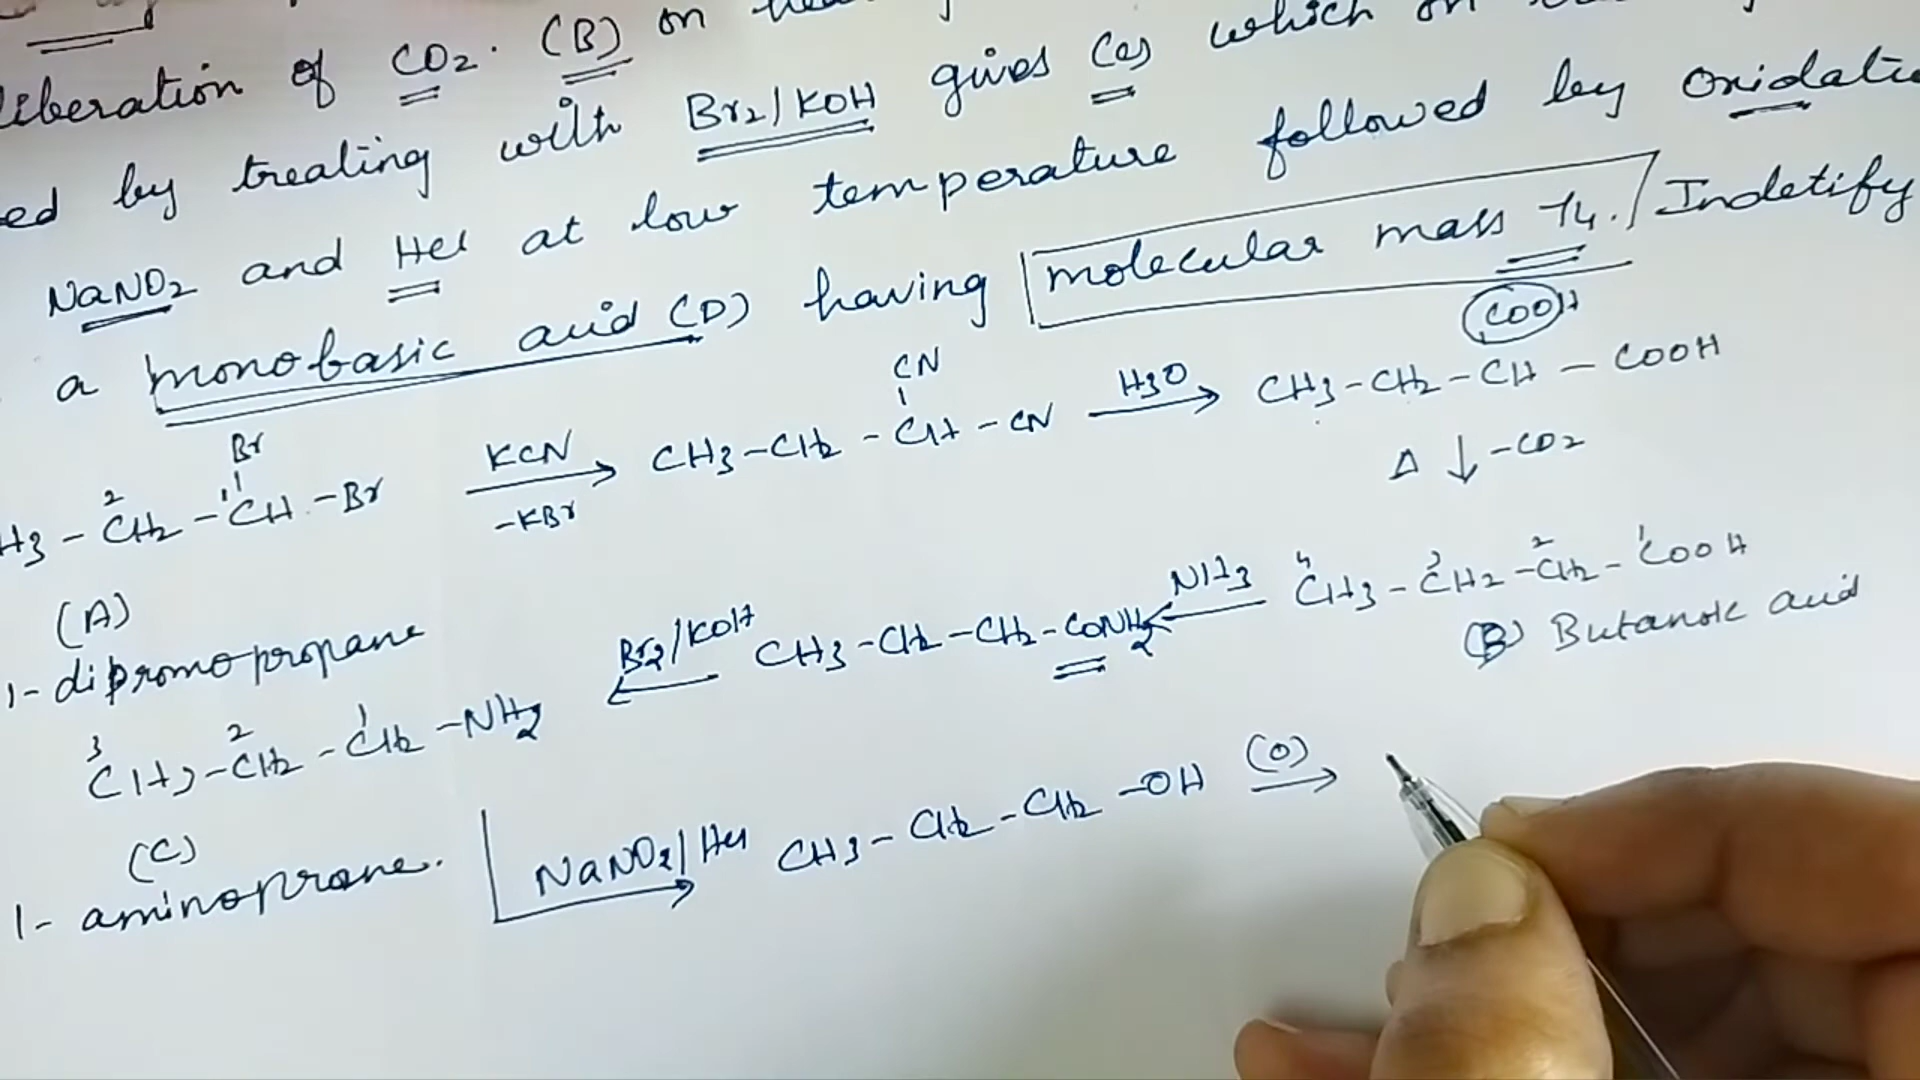 liberation of CO2. (B) on
ed by treating with Br2/KOH gives (C) which on
NaNO2 and HCl at low temperature followed by Oxidatio
a monobasic acid (D) having molecular mass 74. Indetify
COOH
CN
Br
H3-CH2-CH-Br KCN -KBr CH3-CH2-CH-CN H3O CH3-CH2-CH-COOH
2 1
Δ ↓ -CO2
(A)
1-dipromopropane
Br2/KOH CH3-CH2-CH2-CONH2 NH3 CH3-CH2-CH2-COOH
4 3 2 1
(B) Butanoic acid
CH3-CH2-CH2-NH2
3 2 1
(C)
1-aminoprane.
NaNO2/HCl CH3-CH2-CH2-OH (O)